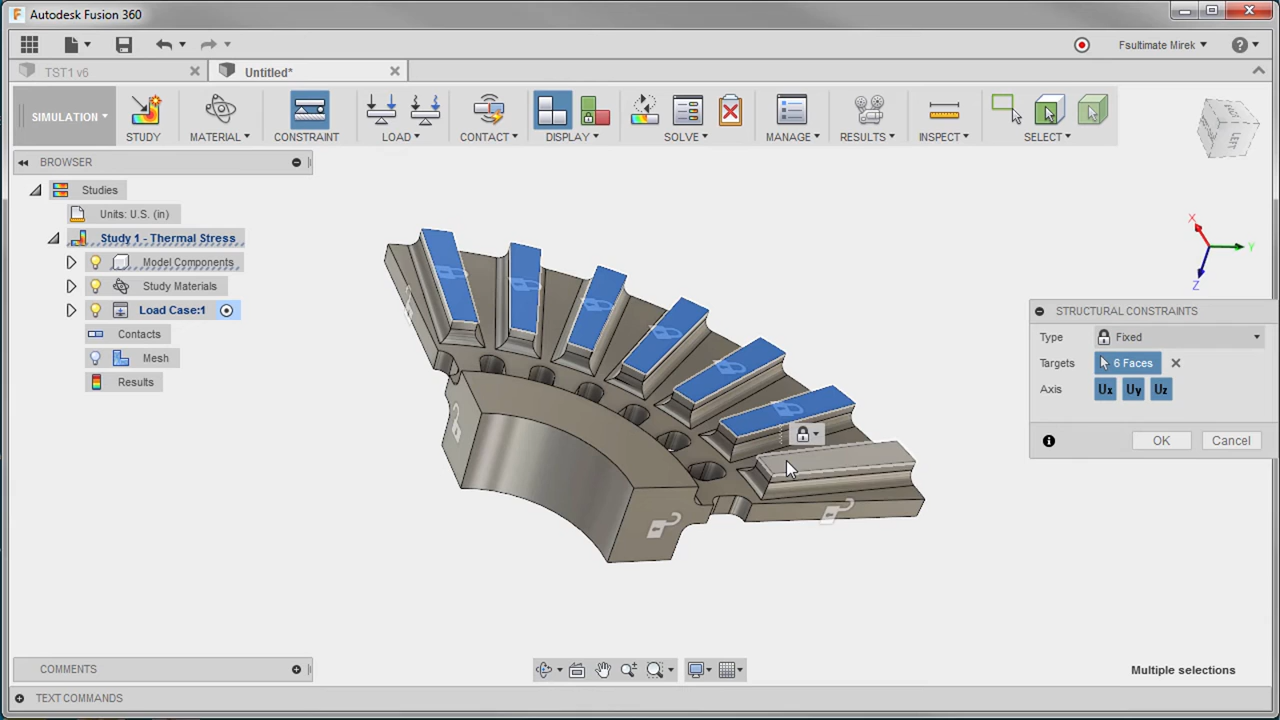 Autodesk Fusion 360
Fsultimate Mirek
TST1 v6
Untitled*
SIMULATION
STUDY
MATERIAL
CONSTRAINT
LOAD
CONTACT
DISPLAY
SOLVE
MANAGE
RESULTS
INSPECT
SELECT
BROWSER
Studies
Units: U.S. (in)
Study 1 - Thermal Stress
Model Components
Study Materials
Load Case:1
Contacts
Mesh
Results
LEFT
X
Y
Z
STRUCTURAL CONSTRAINTS
Type
Fixed
Targets
6 Faces
Axis
Ux
Uy
Uz
OK
Cancel
COMMENTS
Multiple selections
TEXT COMMANDS